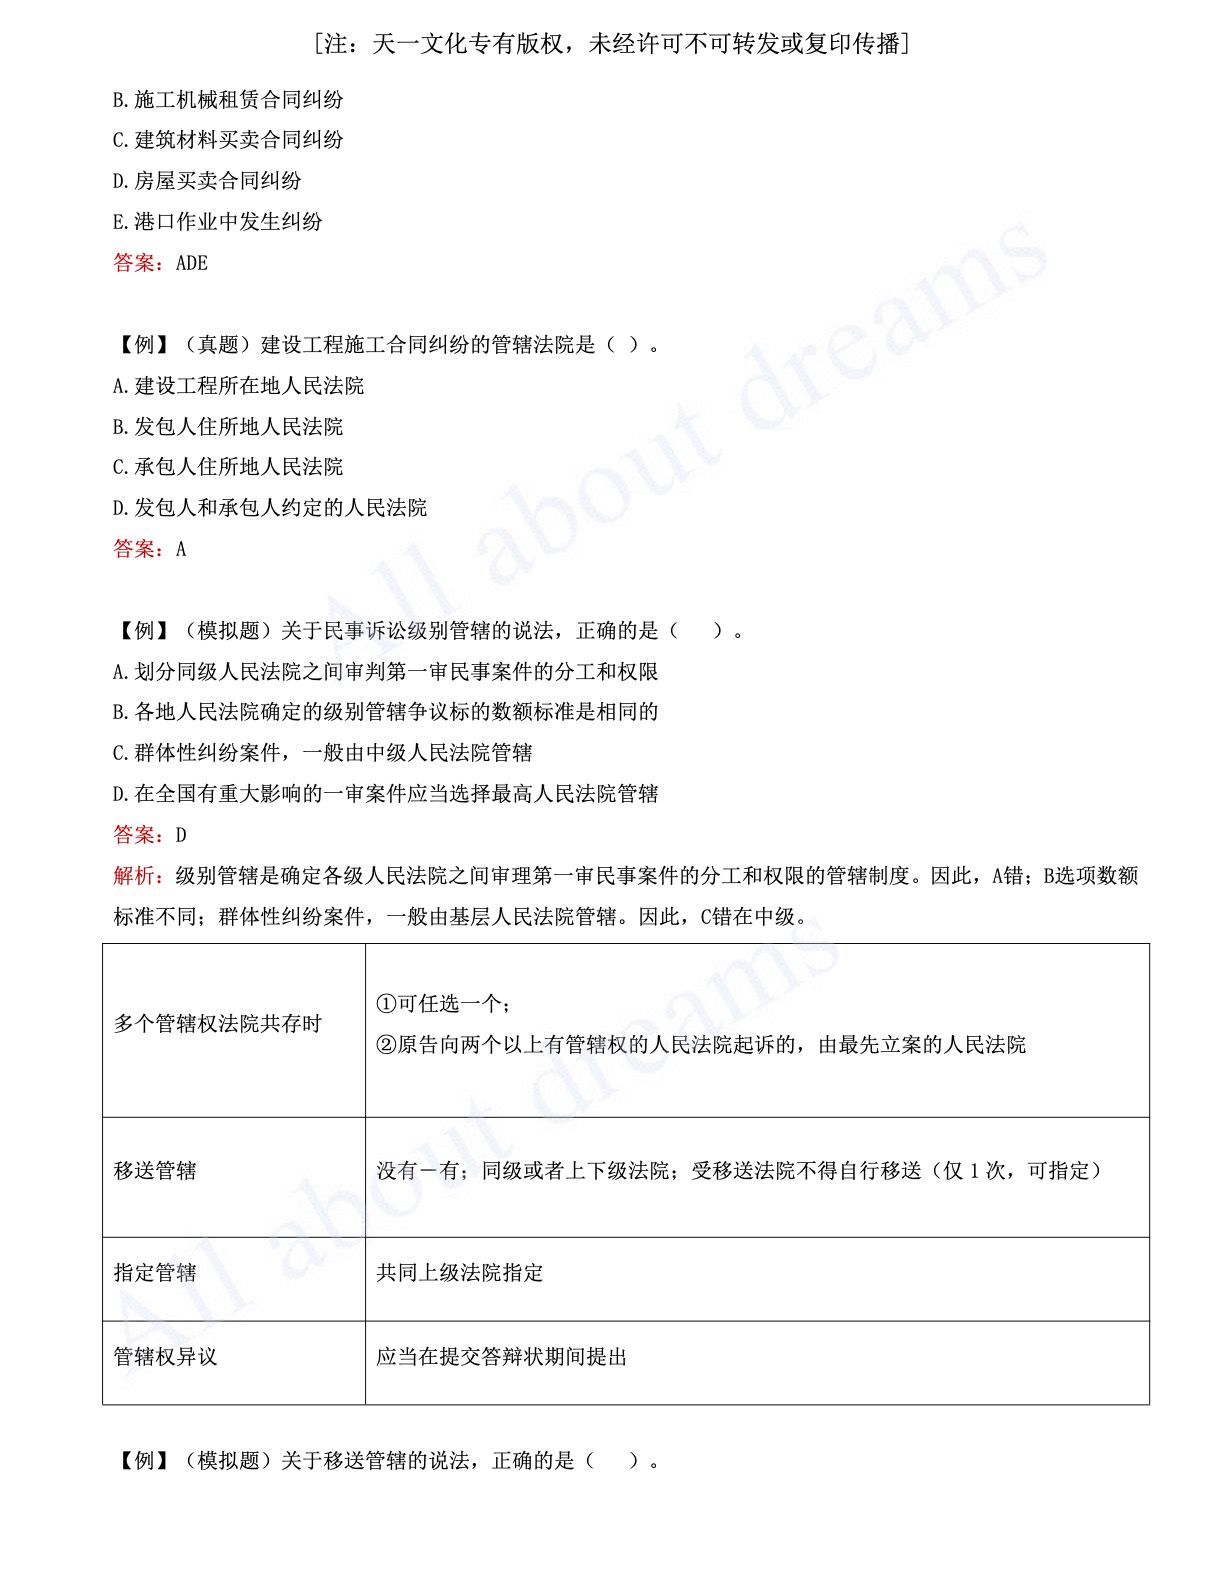 [注：天一文化专有版权，未经许可不可转发或复印传播]
B.施工机械租赁合同纠纷
C.建筑材料买卖合同纠纷
D.房屋买卖合同纠纷
E.港口作业中发生纠纷
答案：ADE
【例】（真题）建设工程施工合同纠纷的管辖法院是（ ）。
A.建设工程所在地人民法院
B.发包人住所地人民法院
C.承包人住所地人民法院
D.发包人和承包人约定的人民法院
答案：A
【例】（模拟题）关于民事诉讼级别管辖的说法，正确的是（  ）。
A.划分同级人民法院之间审判第一审民事案件的分工和权限
B.各地人民法院确定的级别管辖争议标的数额标准是相同的
C.群体性纠纷案件，一般由中级人民法院管辖
D.在全国有重大影响的一审案件应当选择最高人民法院管辖
答案：D
解析：级别管辖是确定各级人民法院之间审理第一审民事案件的分工和权限的管辖制度。因此，A错；B选项数额
标准不同；群体性纠纷案件，一般由基层人民法院管辖。因此，C错在中级。
多个管辖权法院共存时
①可任选一个；
②原告向两个以上有管辖权的人民法院起诉的，由最先立案的人民法院
移送管辖
没有－有；同级或者上下级法院；受移送法院不得自行移送（仅 1 次，可指定）
指定管辖
共同上级法院指定
管辖权异议
应当在提交答辩状期间提出
【例】（模拟题）关于移送管辖的说法，正确的是（  ）。
All about dreams
All about dreams